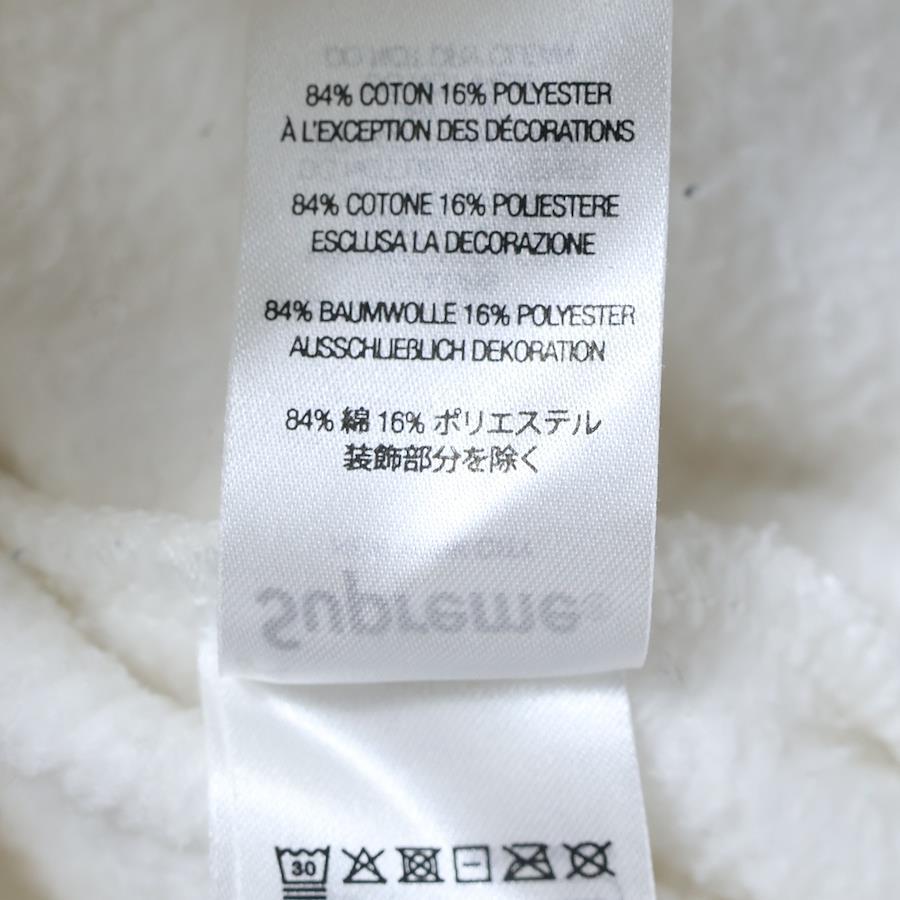 84% COTON 16% POLYESTER
À L'EXCEPTION DES DÉCORATIONS
84% COTONE 16% POLIESTERE
ESCLUSA LA DECORAZIONE
84% BAUMWOLLE 16% POLYESTER
AUSSCHLIEßLICH DEKORATION
84% 綿 16% ポリエステル
装飾部分を除く
Supreme
30